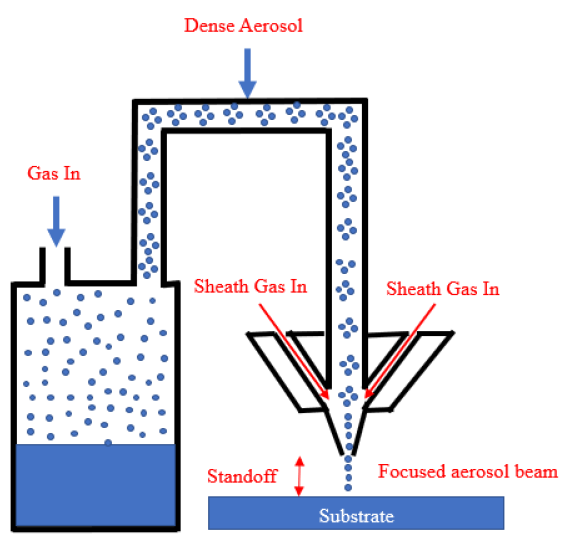 Dense Aerosol
Gas In
Sheath Gas In
Sheath Gas In
Standoff
Focused aerosol beam
Substrate